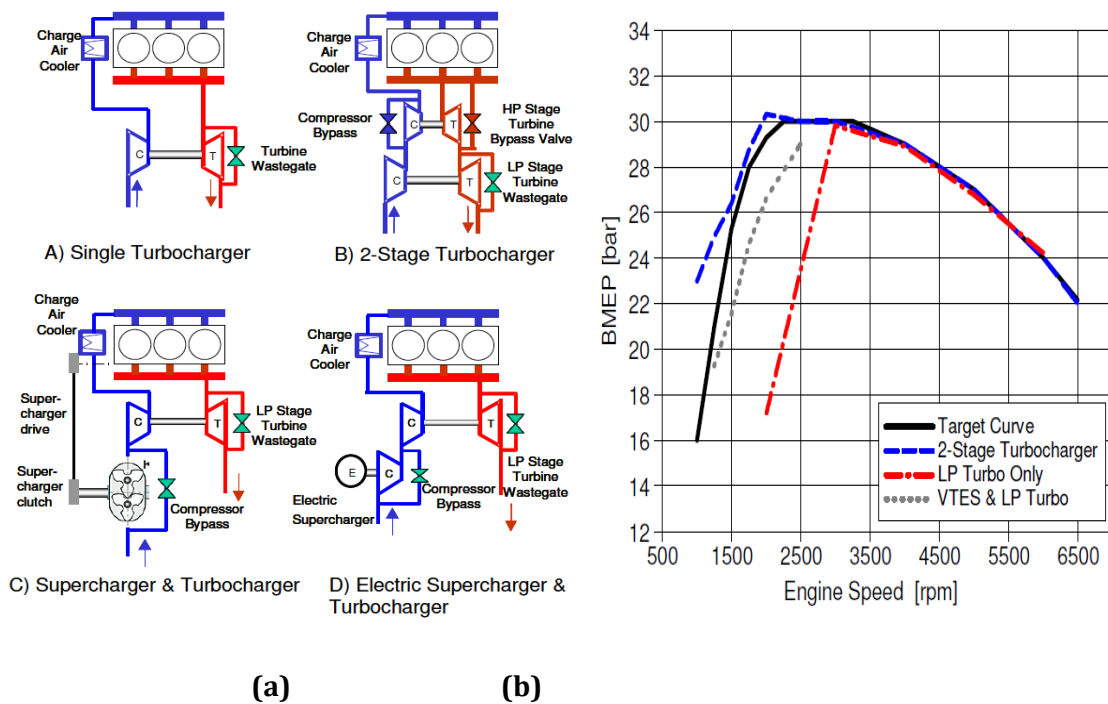 Charge
Air
Cooler
C
T
Turbine
Wastegate
A) Single Turbocharger
Charge
Air
Cooler
Compressor
Bypass
C
T
HP Stage
Turbine
Bypass Valve
C
T
LP Stage
Turbine
Wastegate
B) 2-Stage Turbocharger
Charge
Air
Cooler
Super-
charger
drive
Super-
charger
clutch
C
T
LP Stage
Turbine
Wastegate
Compressor
Bypass
C) Supercharger & Turbocharger
Charge
Air
Cooler
C
T
E
C
Electric
Supercharger
Compressor
Bypass
LP Stage
Turbine
Wastegate
D) Electric Supercharger &
Turbocharger
BMEP [bar]
34
32
30
28
26
24
22
20
18
16
14
12
500 1500 2500 3500 4500 5500 6500
Engine Speed [rpm]
Target Curve
2-Stage Turbocharger
LP Turbo Only
VTES & LP Turbo
(a) (b)